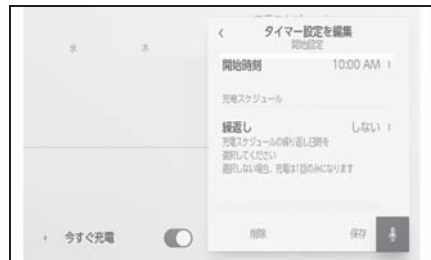 水
木
タイマー設定を編集
開始設定
開始時刻
10:00 AM
充電スケジュール
繰返し
しない
充電スケジュールの繰り返し日時を
選択してください
選択しない場合、充電は1回のみになります
今すぐ充電
削除
保存